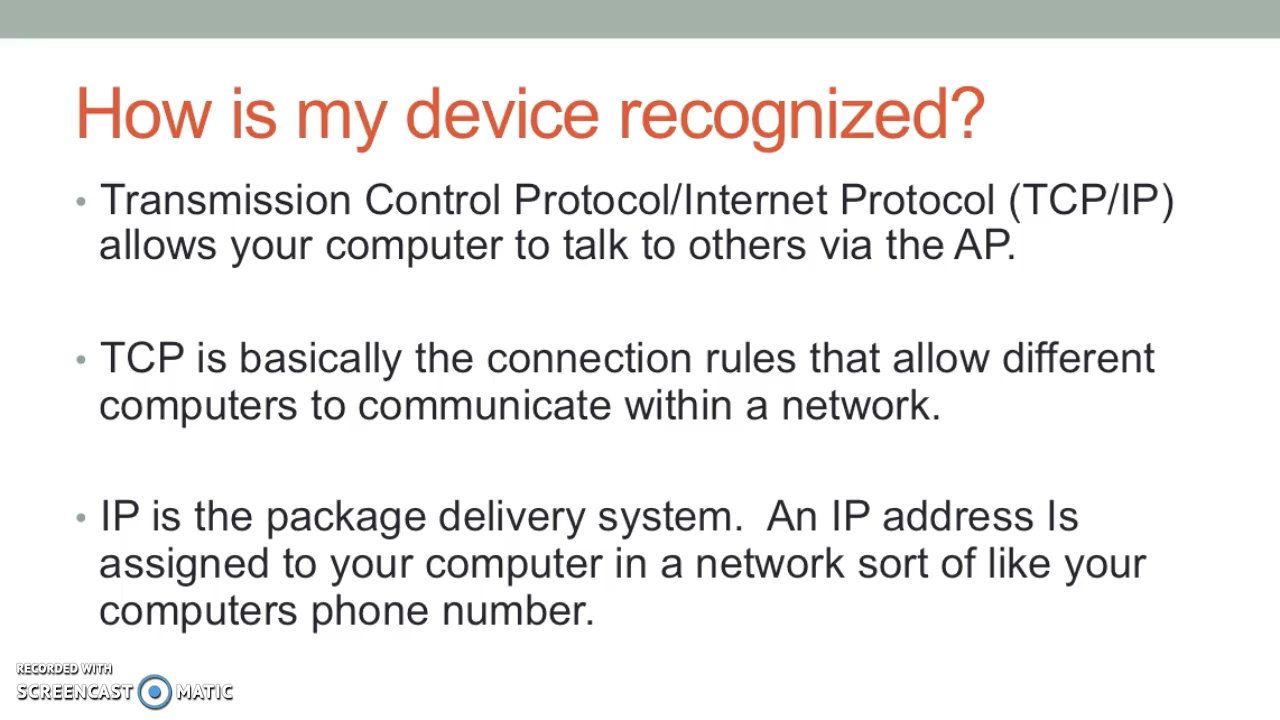 How is my device recognized?
• Transmission Control Protocol/Internet Protocol (TCP/IP)
allows your computer to talk to others via the AP.
• TCP is basically the connection rules that allow different
computers to communicate within a network.
• IP is the package delivery system.  An IP address Is
assigned to your computer in a network sort of like your
computers phone number.
RECORDED WITH
SCREENCAST MATIC